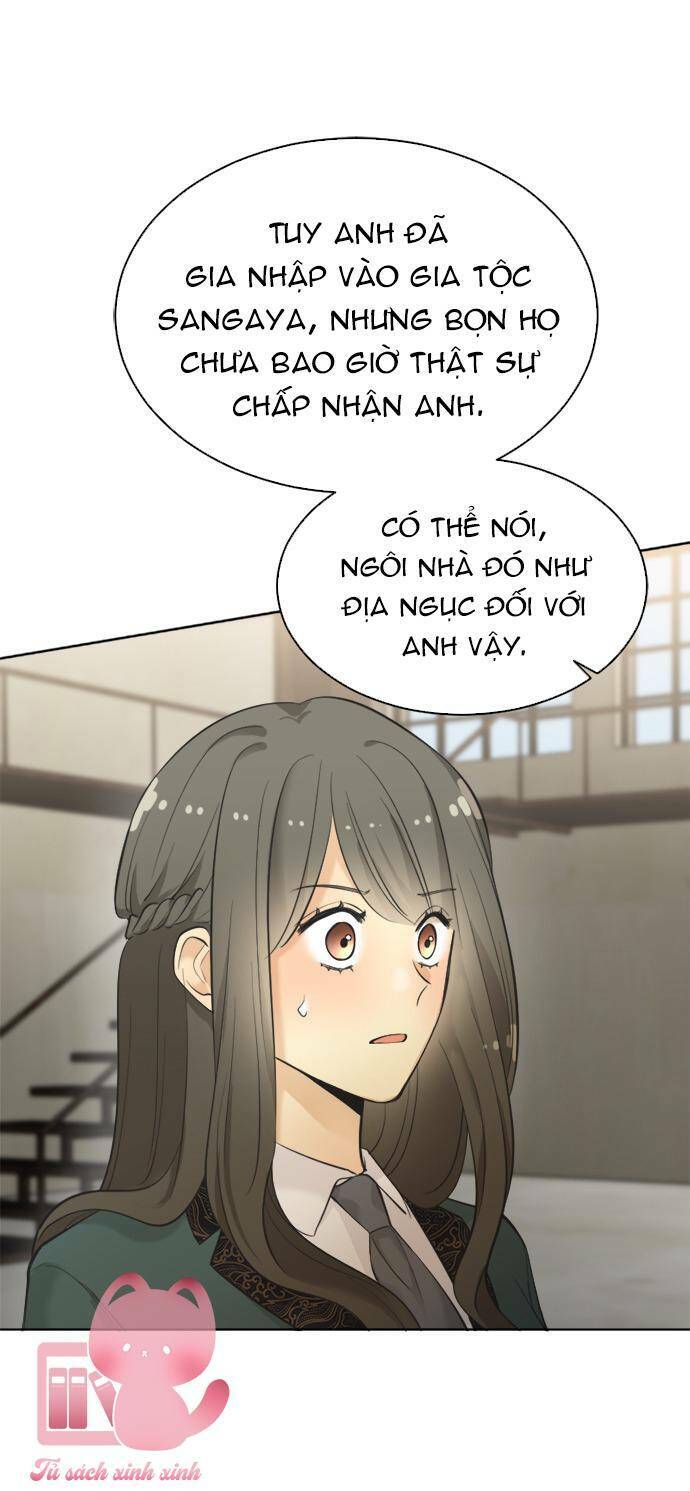 TUY ANH ĐÃ
GIA NHẬP VÀO GIA TỘC
SANGAYA, NHƯNG BỌN HỌ
CHƯA BAO GIỜ THẬT SỰ
CHẤP NHẬN ANH.
CÓ THỂ NÓI,
NGÔI NHÀ ĐÓ NHƯ
ĐỊA NGỤC ĐỐI VỚI
ANH VẬY.
Tủ sách xinh xinh